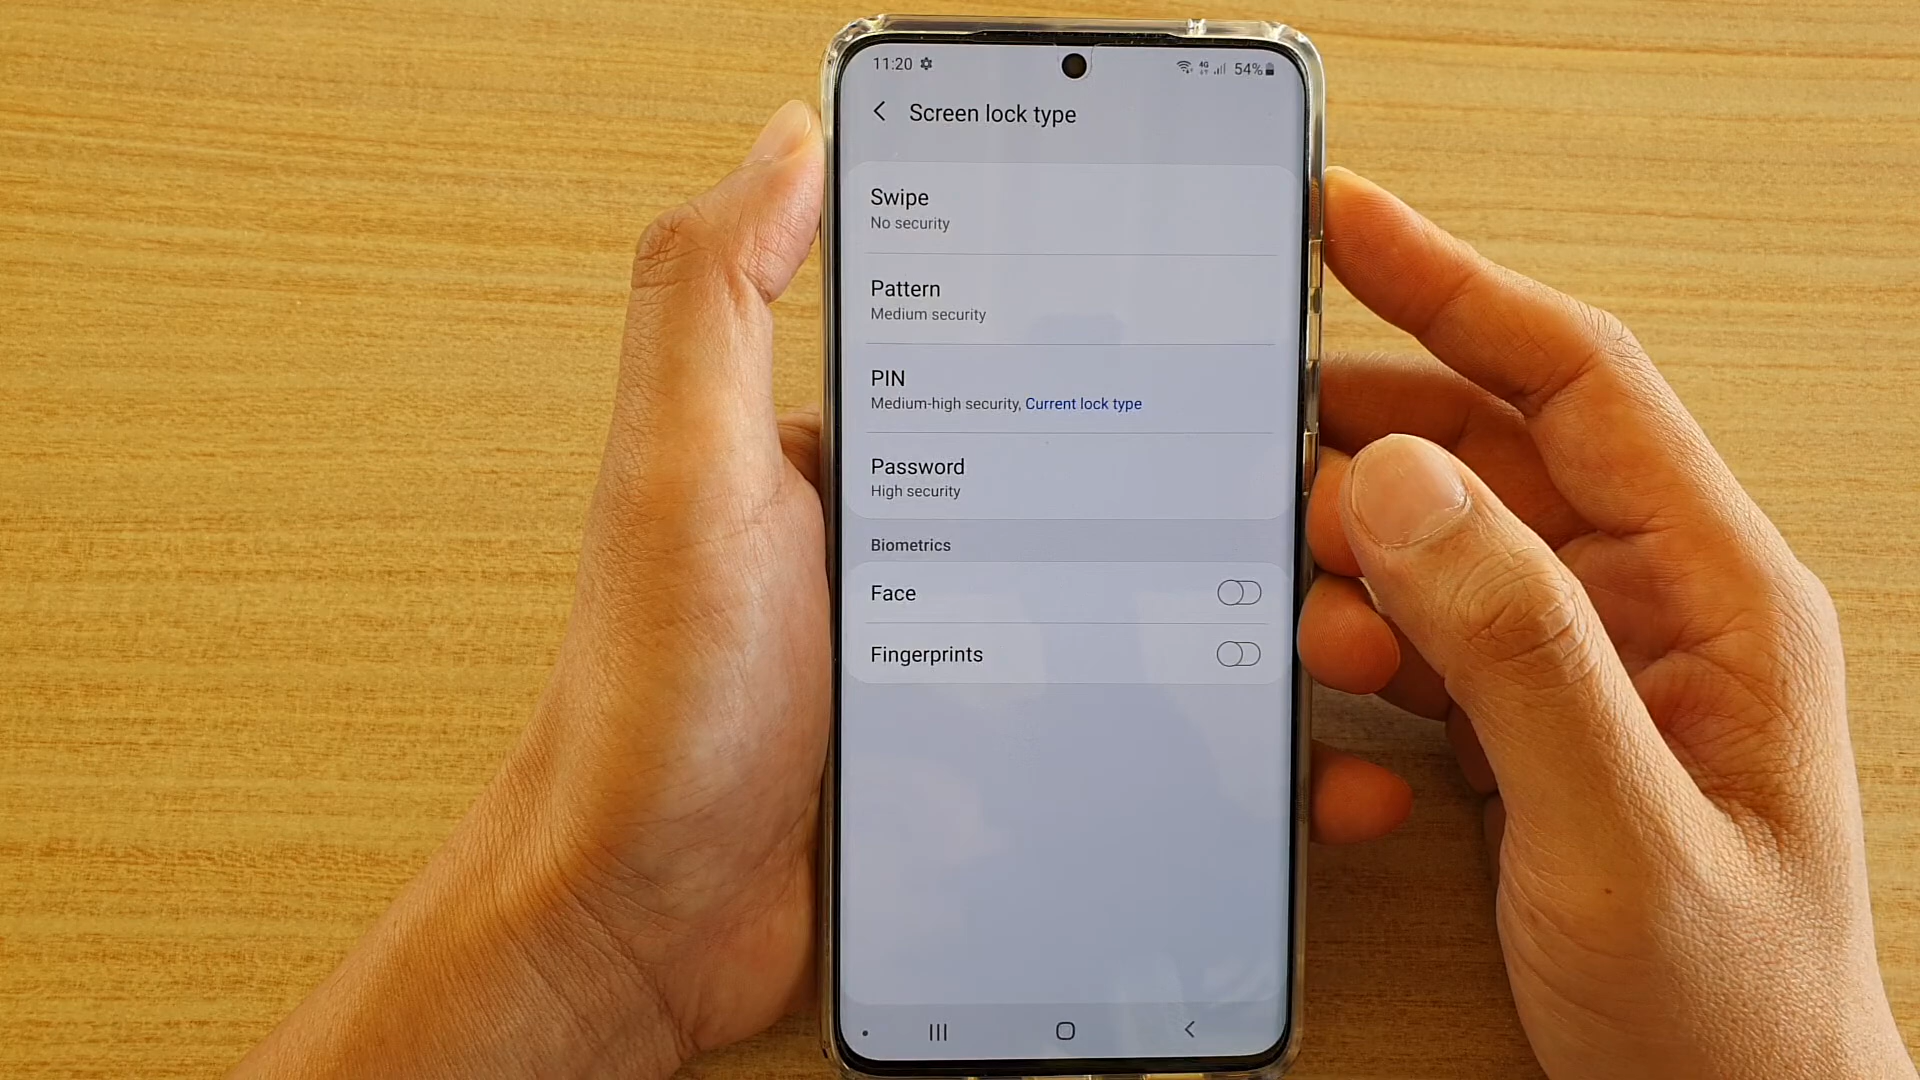 11:20
4G 54%
Screen lock type
Swipe
No security
Pattern
Medium security
PIN
Medium-high security, Current lock type
Password
High security
Biometrics
Face
Fingerprints